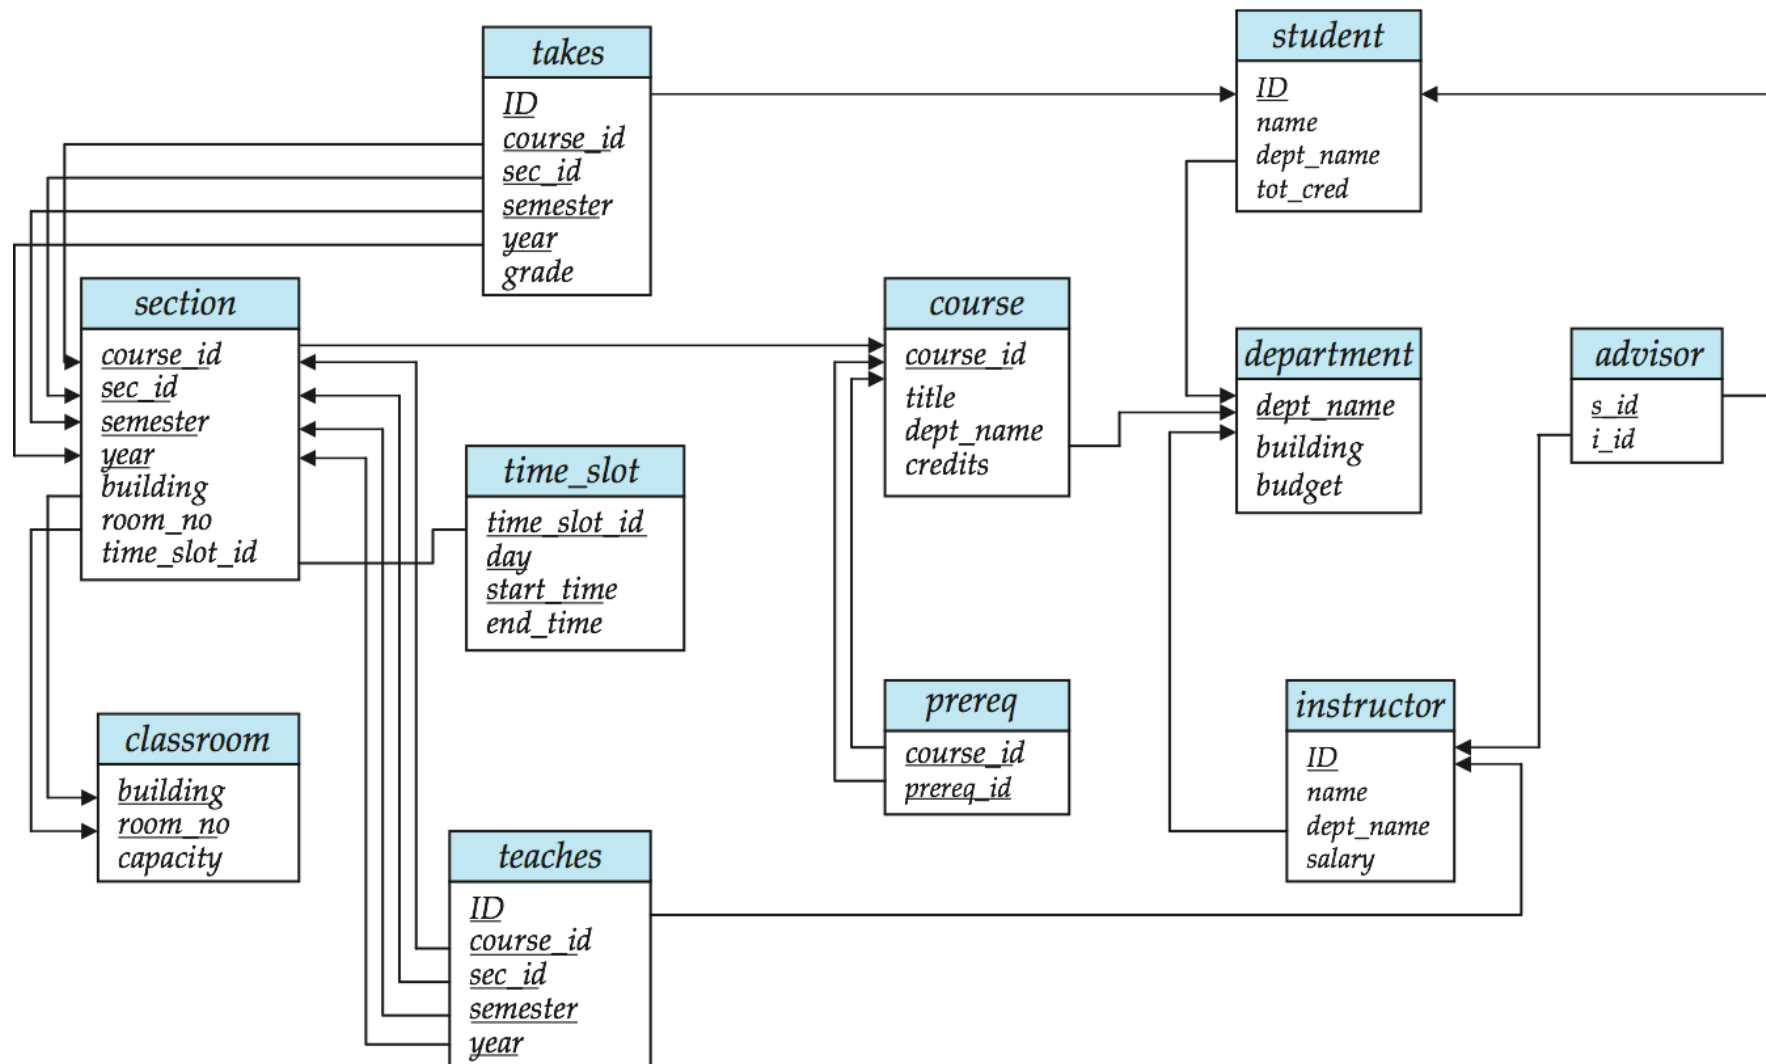 takes
ID
course_id
sec_id
semester
year
grade
student
ID
name
dept_name
tot_cred
section
course_id
sec_id
semester
year
building
room_no
time_slot_id
course
course_id
title
dept_name
credits
department
dept_name
building
budget
advisor
s_id
i_id
time_slot
time_slot_id
day
start_time
end_time
prereq
course_id
prereq_id
instructor
ID
name
dept_name
salary
classroom
building
room_no
capacity
teaches
ID
course_id
sec_id
semester
year